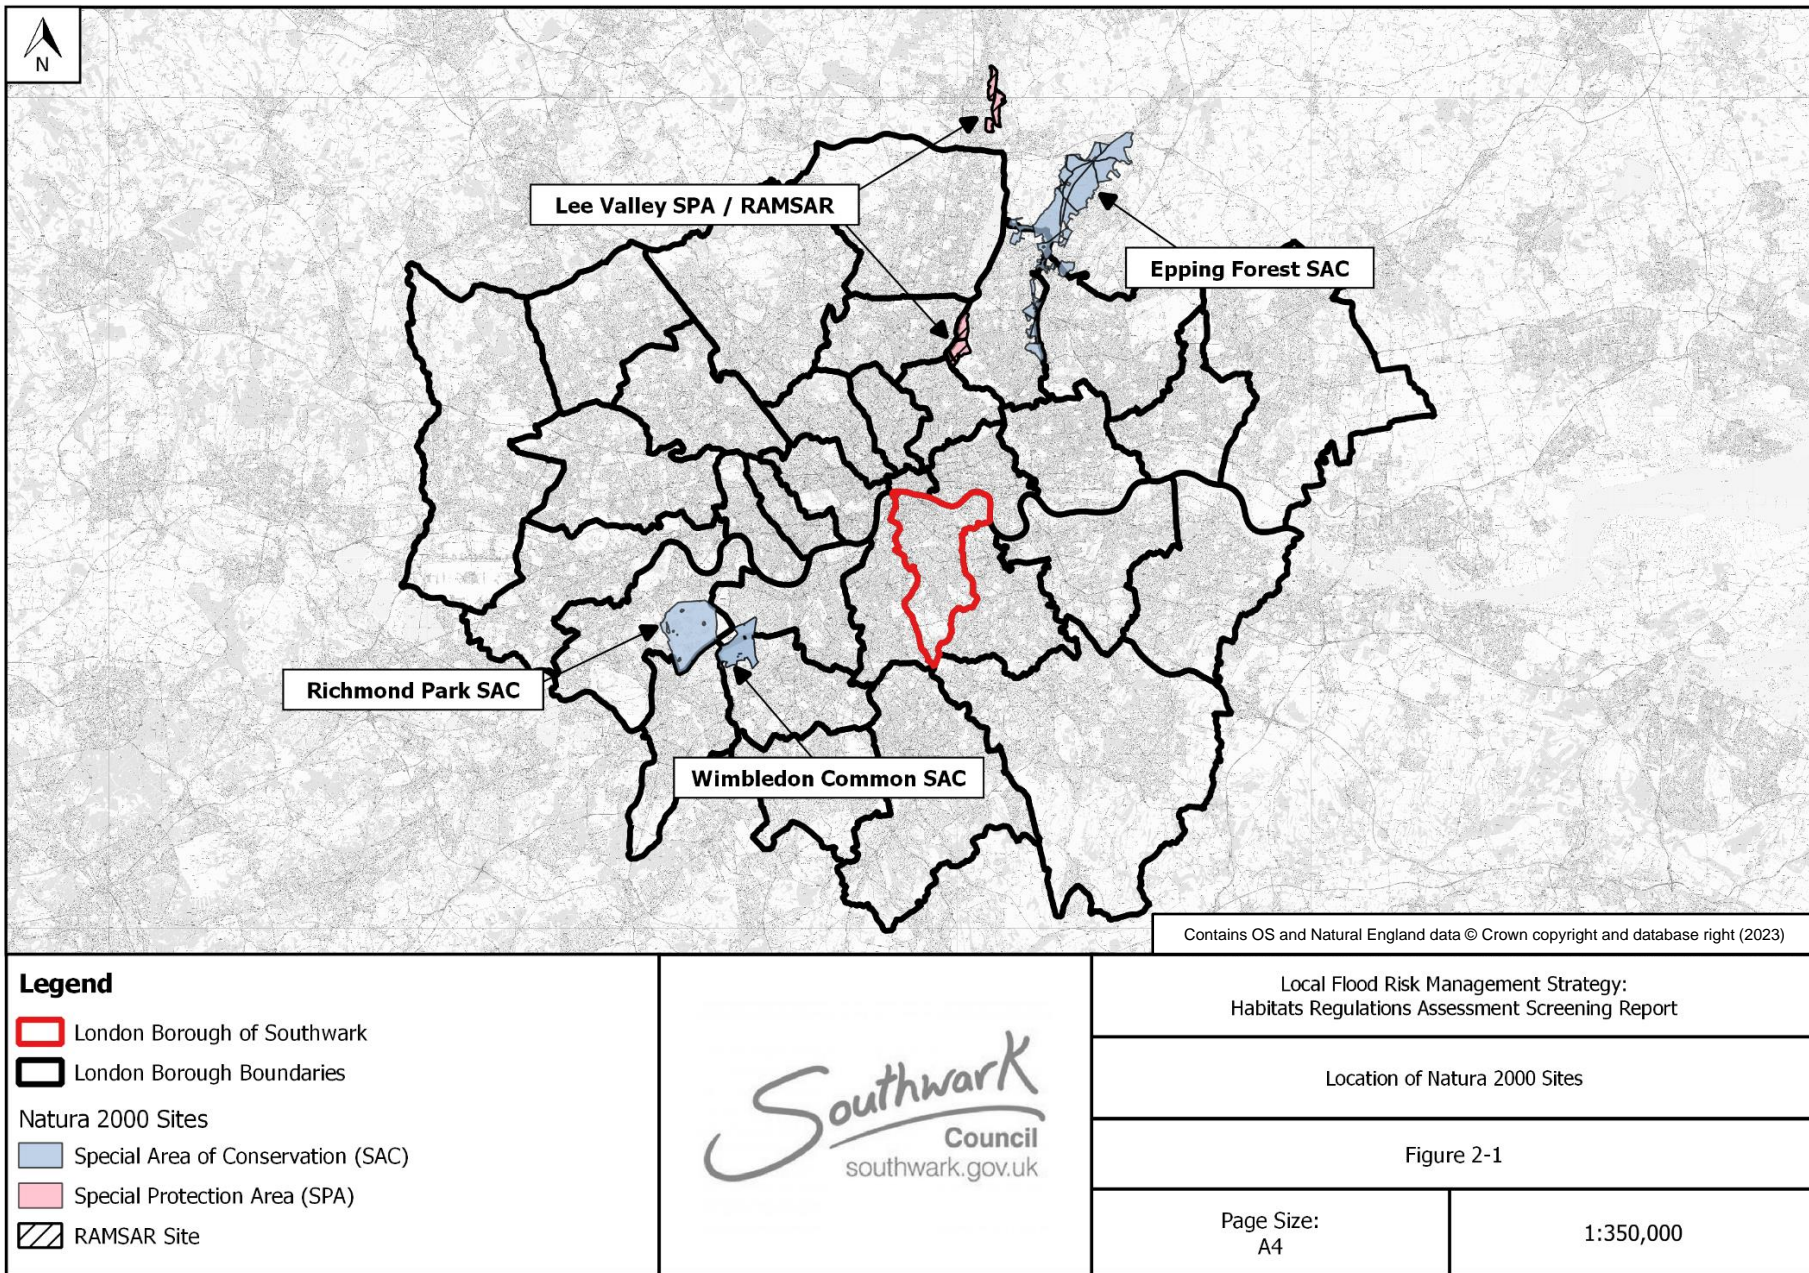 N
Lee Valley SPA / RAMSAR
Epping Forest SAC
Richmond Park SAC
Wimbledon Common SAC
Contains OS and Natural England data © Crown copyright and database right (2023)
Legend
London Borough of Southwark
London Borough Boundaries
Natura 2000 Sites
Special Area of Conservation (SAC)
Special Protection Area (SPA)
RAMSAR Site
Southwark
Council
southwark.gov.uk
Local Flood Risk Management Strategy:
Habitats Regulations Assessment Screening Report
Location of Natura 2000 Sites
Figure 2-1
Page Size:
A4
1:350,000